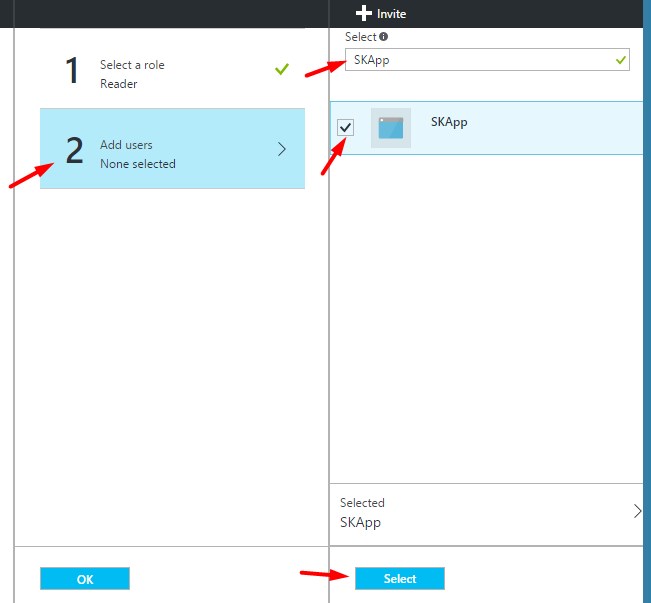 Invite
1
Select a role
Reader
2
Add users
None selected
OK
Select
SKApp
SKApp
Selected
SKApp
Select